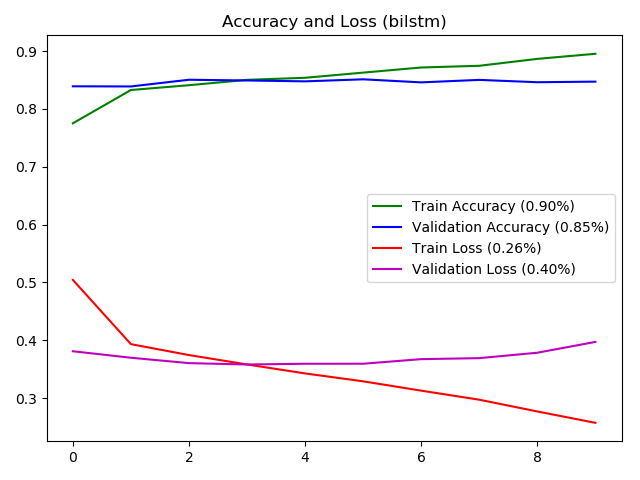 Accuracy and Loss (bilstm)
0.9
0.8
0.7
0.6
0.5
0.4
0.3
Train Accuracy (0.90%)
Validation Accuracy (0.85%)
Train Loss (0.26%)
Validation Loss (0.40%)
0 2 4 6 8